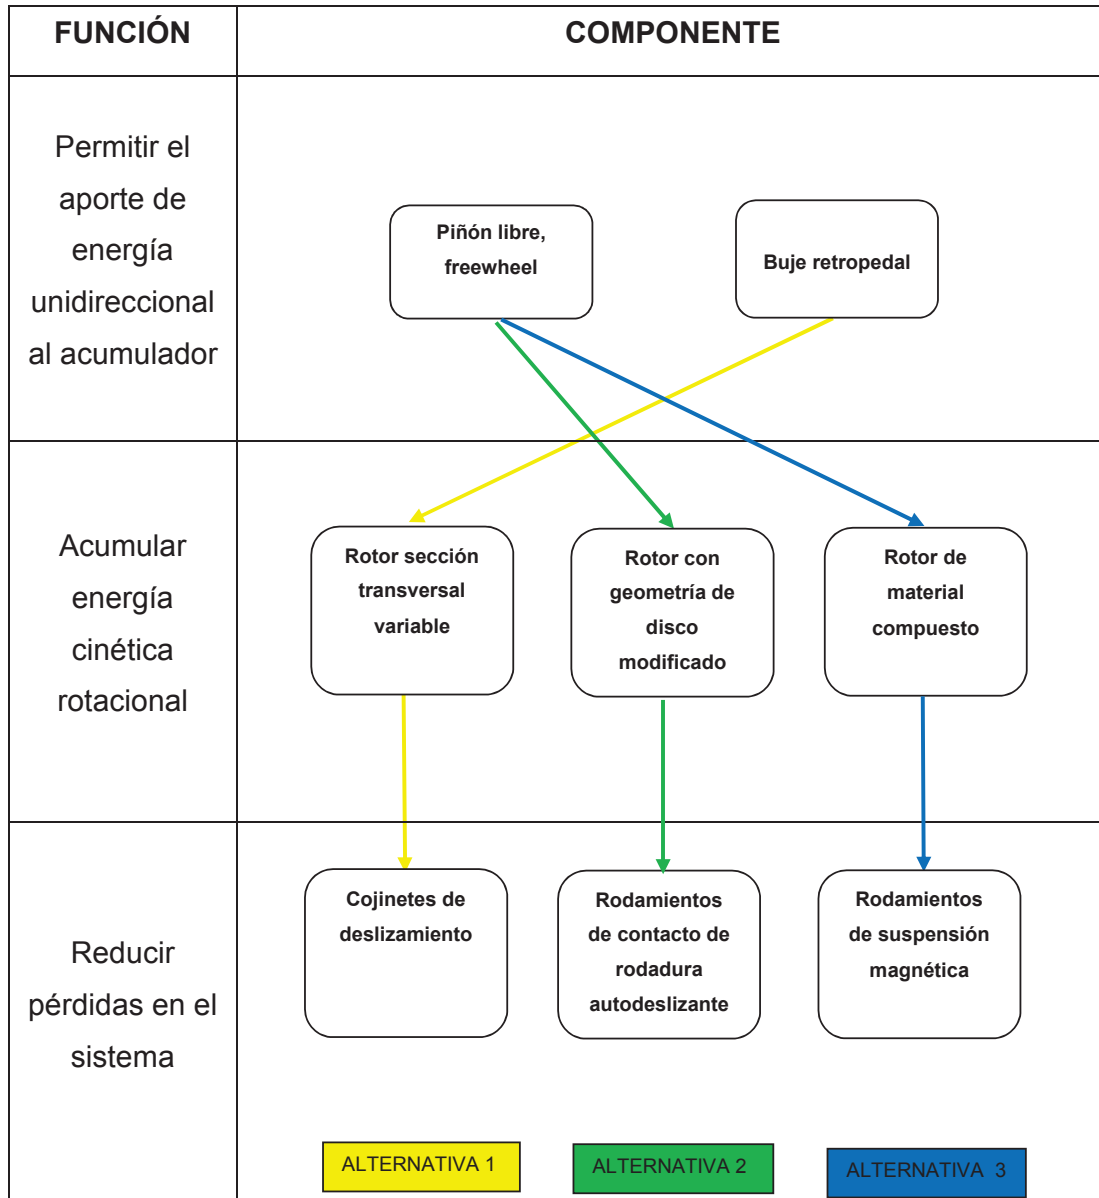 FUNCIÓN
COMPONENTE
Permitir el
aporte de
energía
unidireccional
al acumulador
Piñón libre,
freewheel
Buje retropedal
Acumular
energía
cinética
rotacional
Rotor sección
transversal
variable
Rotor con
geometría de
disco
modificado
Rotor de
material
compuesto
Reducir
pérdidas en el
sistema
Cojinetes de
deslizamiento
Rodamientos
de contacto de
rodadura
autodeslizante
Rodamientos
de suspensión
magnética
ALTERNATIVA 1
ALTERNATIVA 2
ALTERNATIVA 3